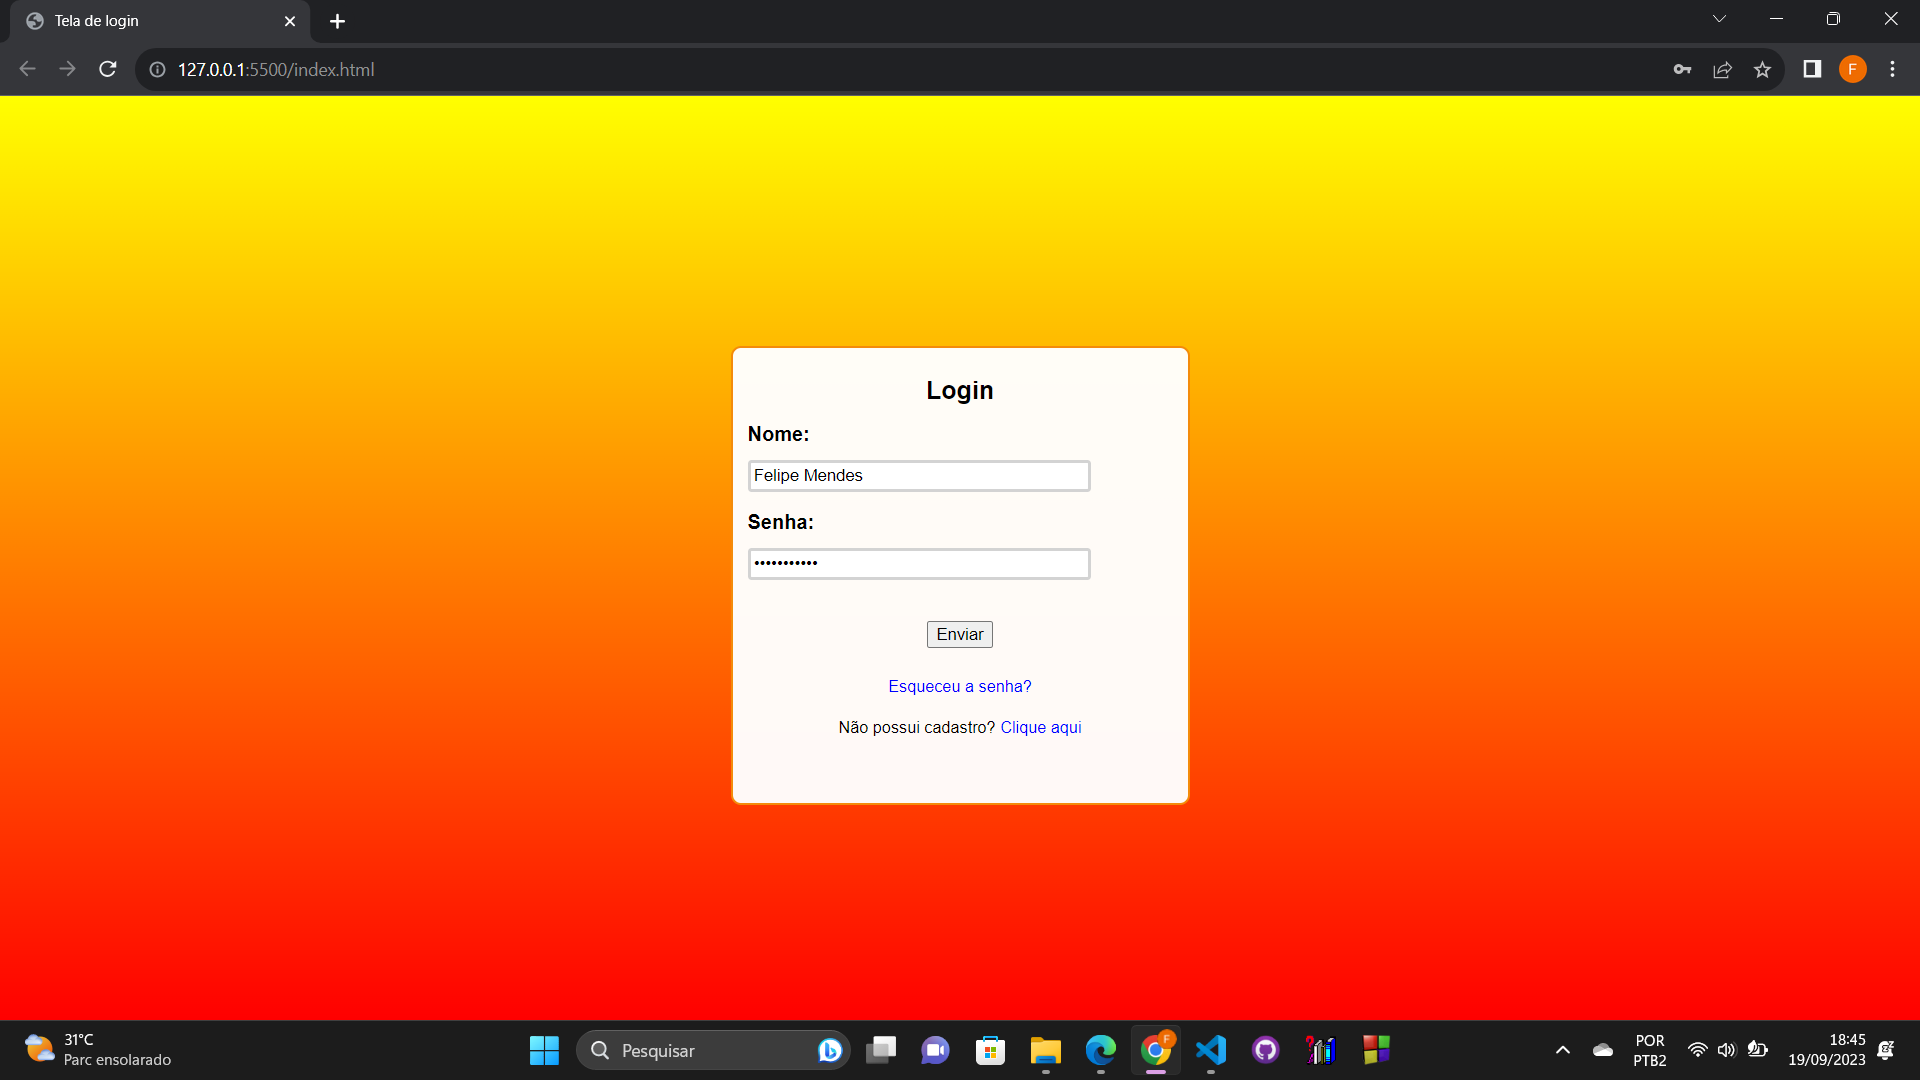 Tela de login
127.0.0.1:5500/index.html
F
Login
Nome:
Felipe Mendes
Senha:
•••••••••••
Enviar
Esqueceu a senha?
Não possui cadastro? Clique aqui
31°C
Parc ensolarado
Pesquisar
F
POR
PTB2
18:45
19/09/2023